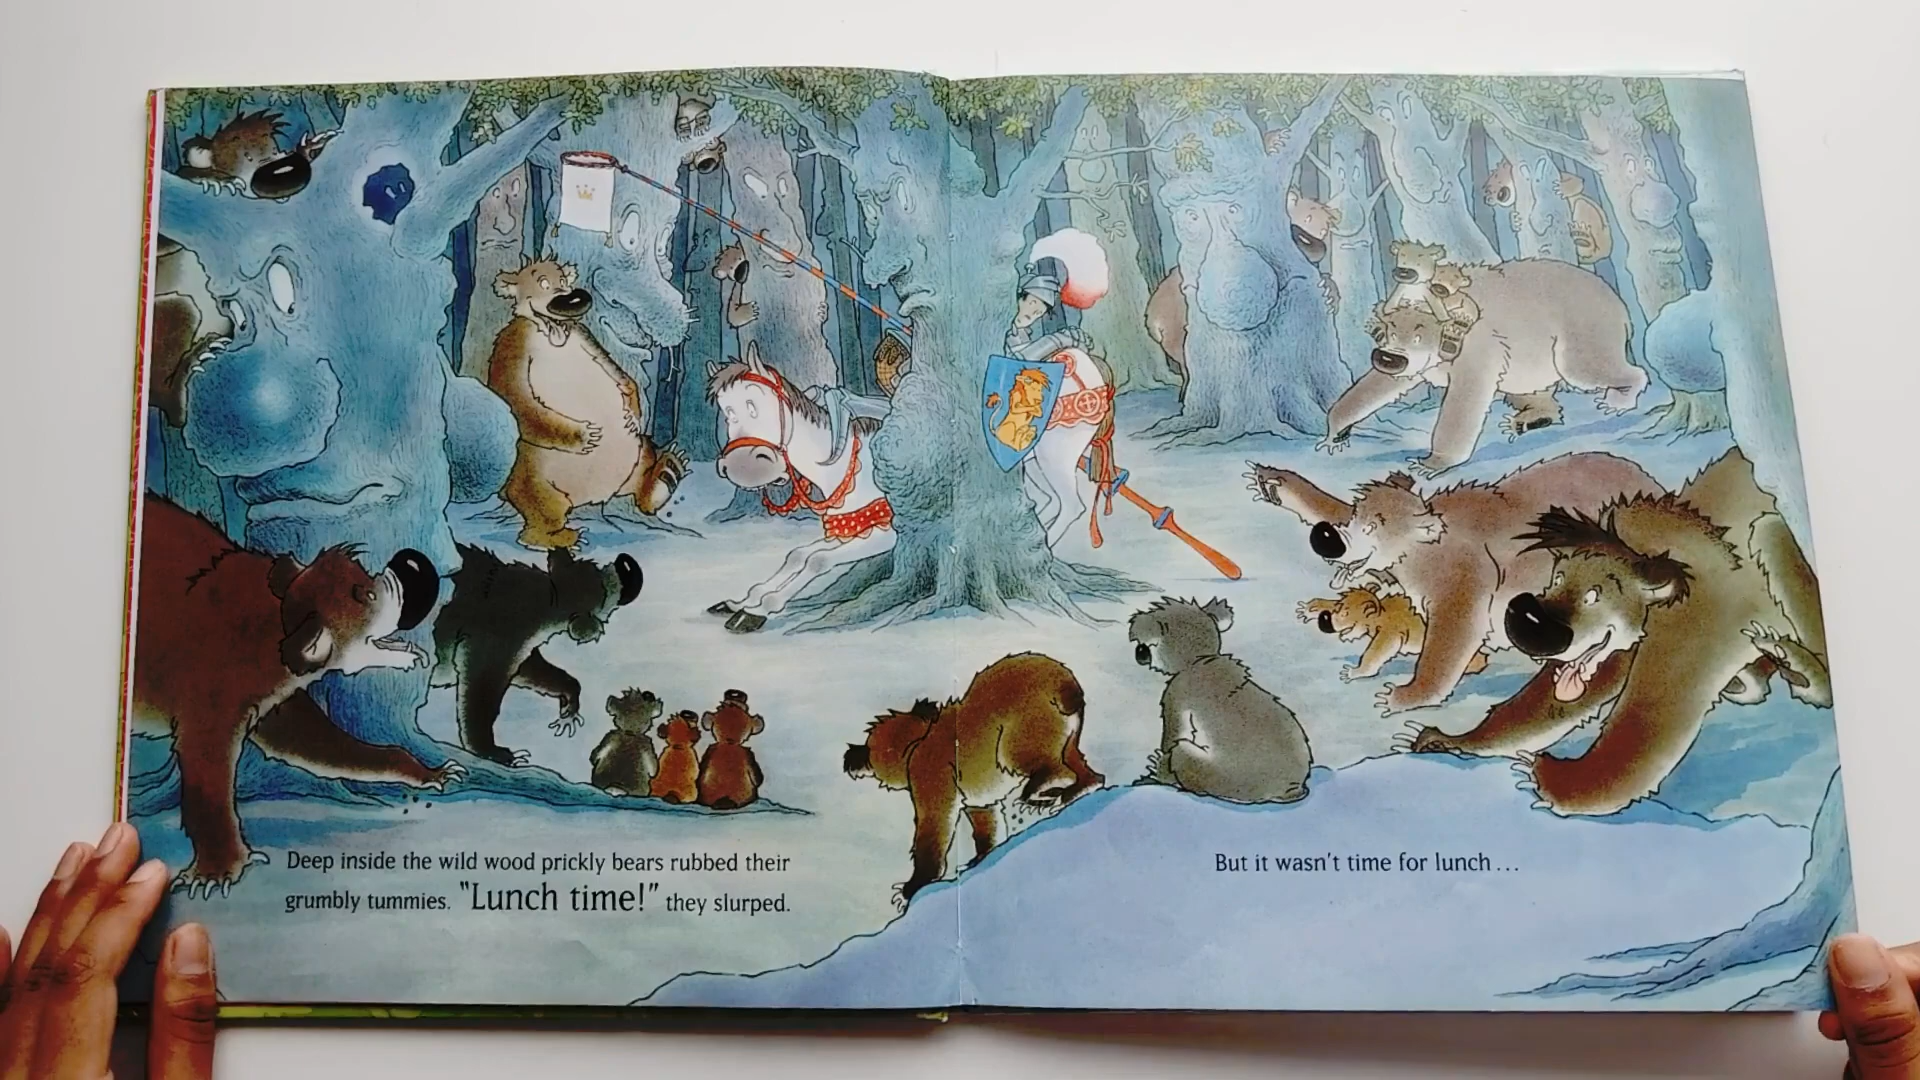 Deep inside the wild wood prickly bears rubbed their
grumbly tummies. "Lunch time!" they slurped.
But it wasn't time for lunch...